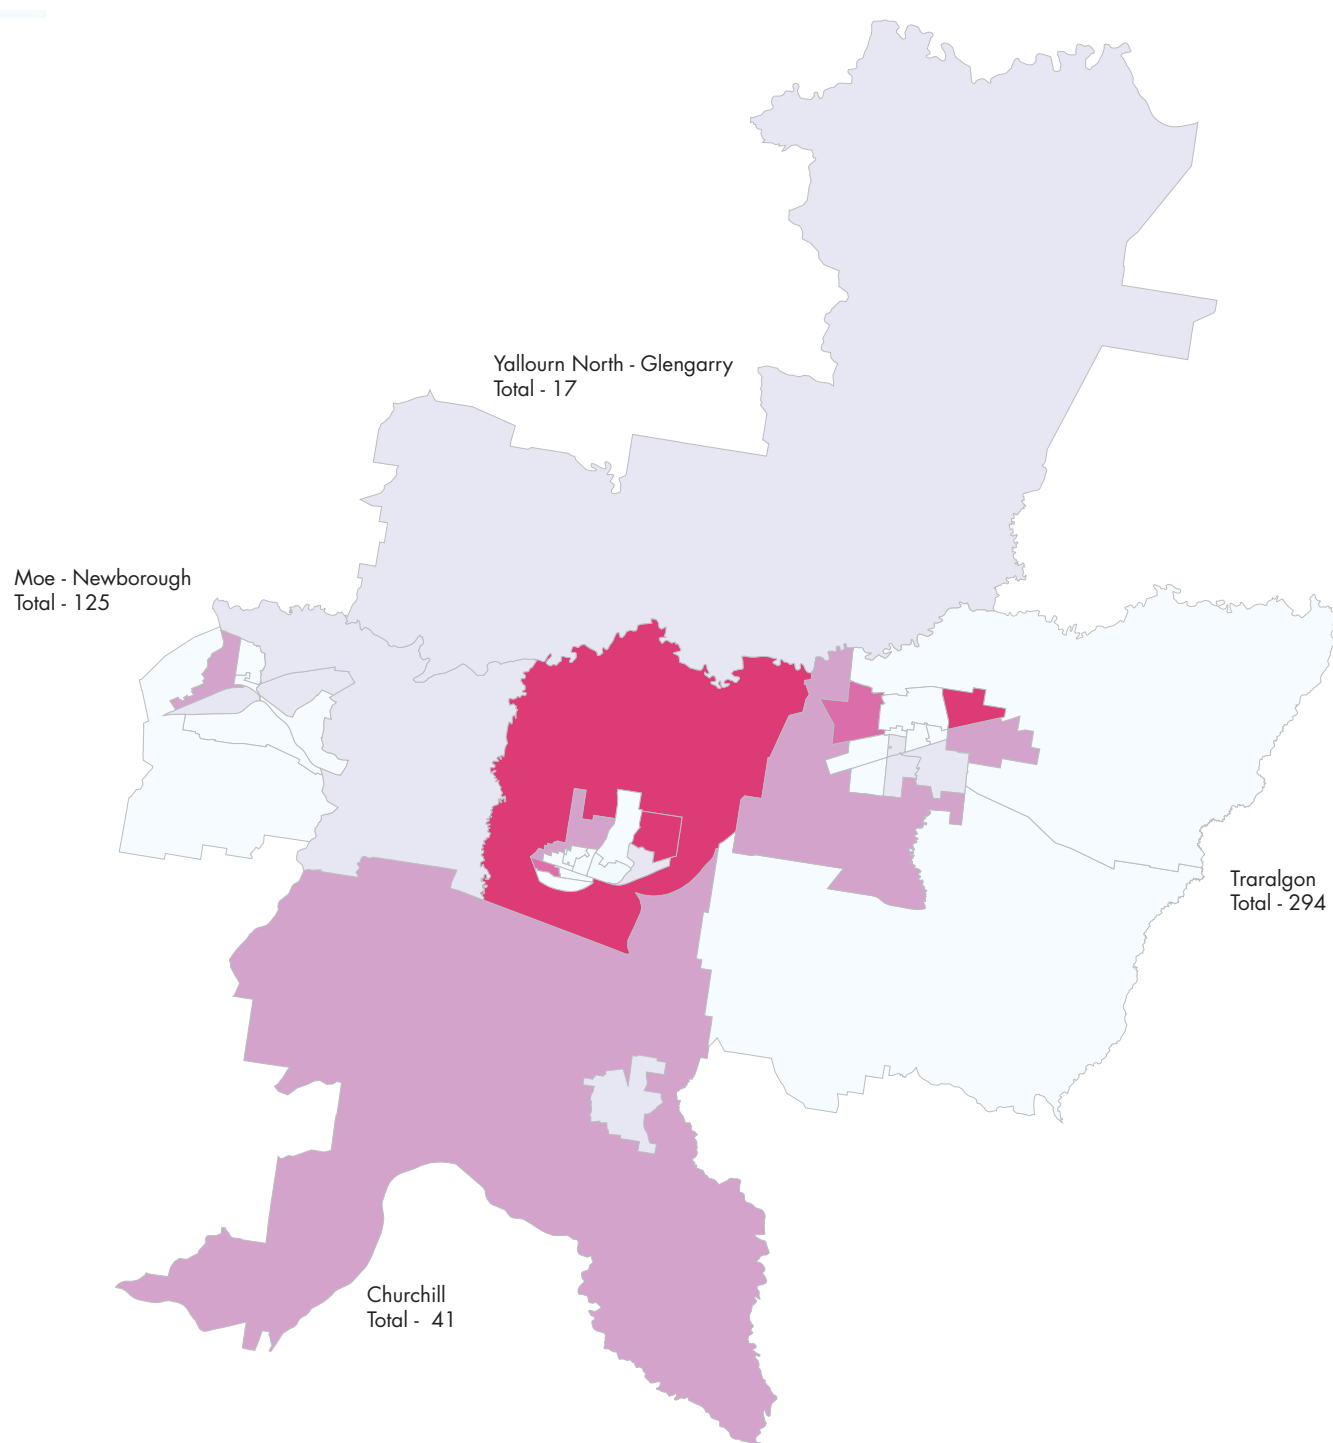 Yallourn North - Glengarry
Total - 17
Moe - Newborough
Total - 125
Traralgon
Total - 294
Churchill
Total -  41